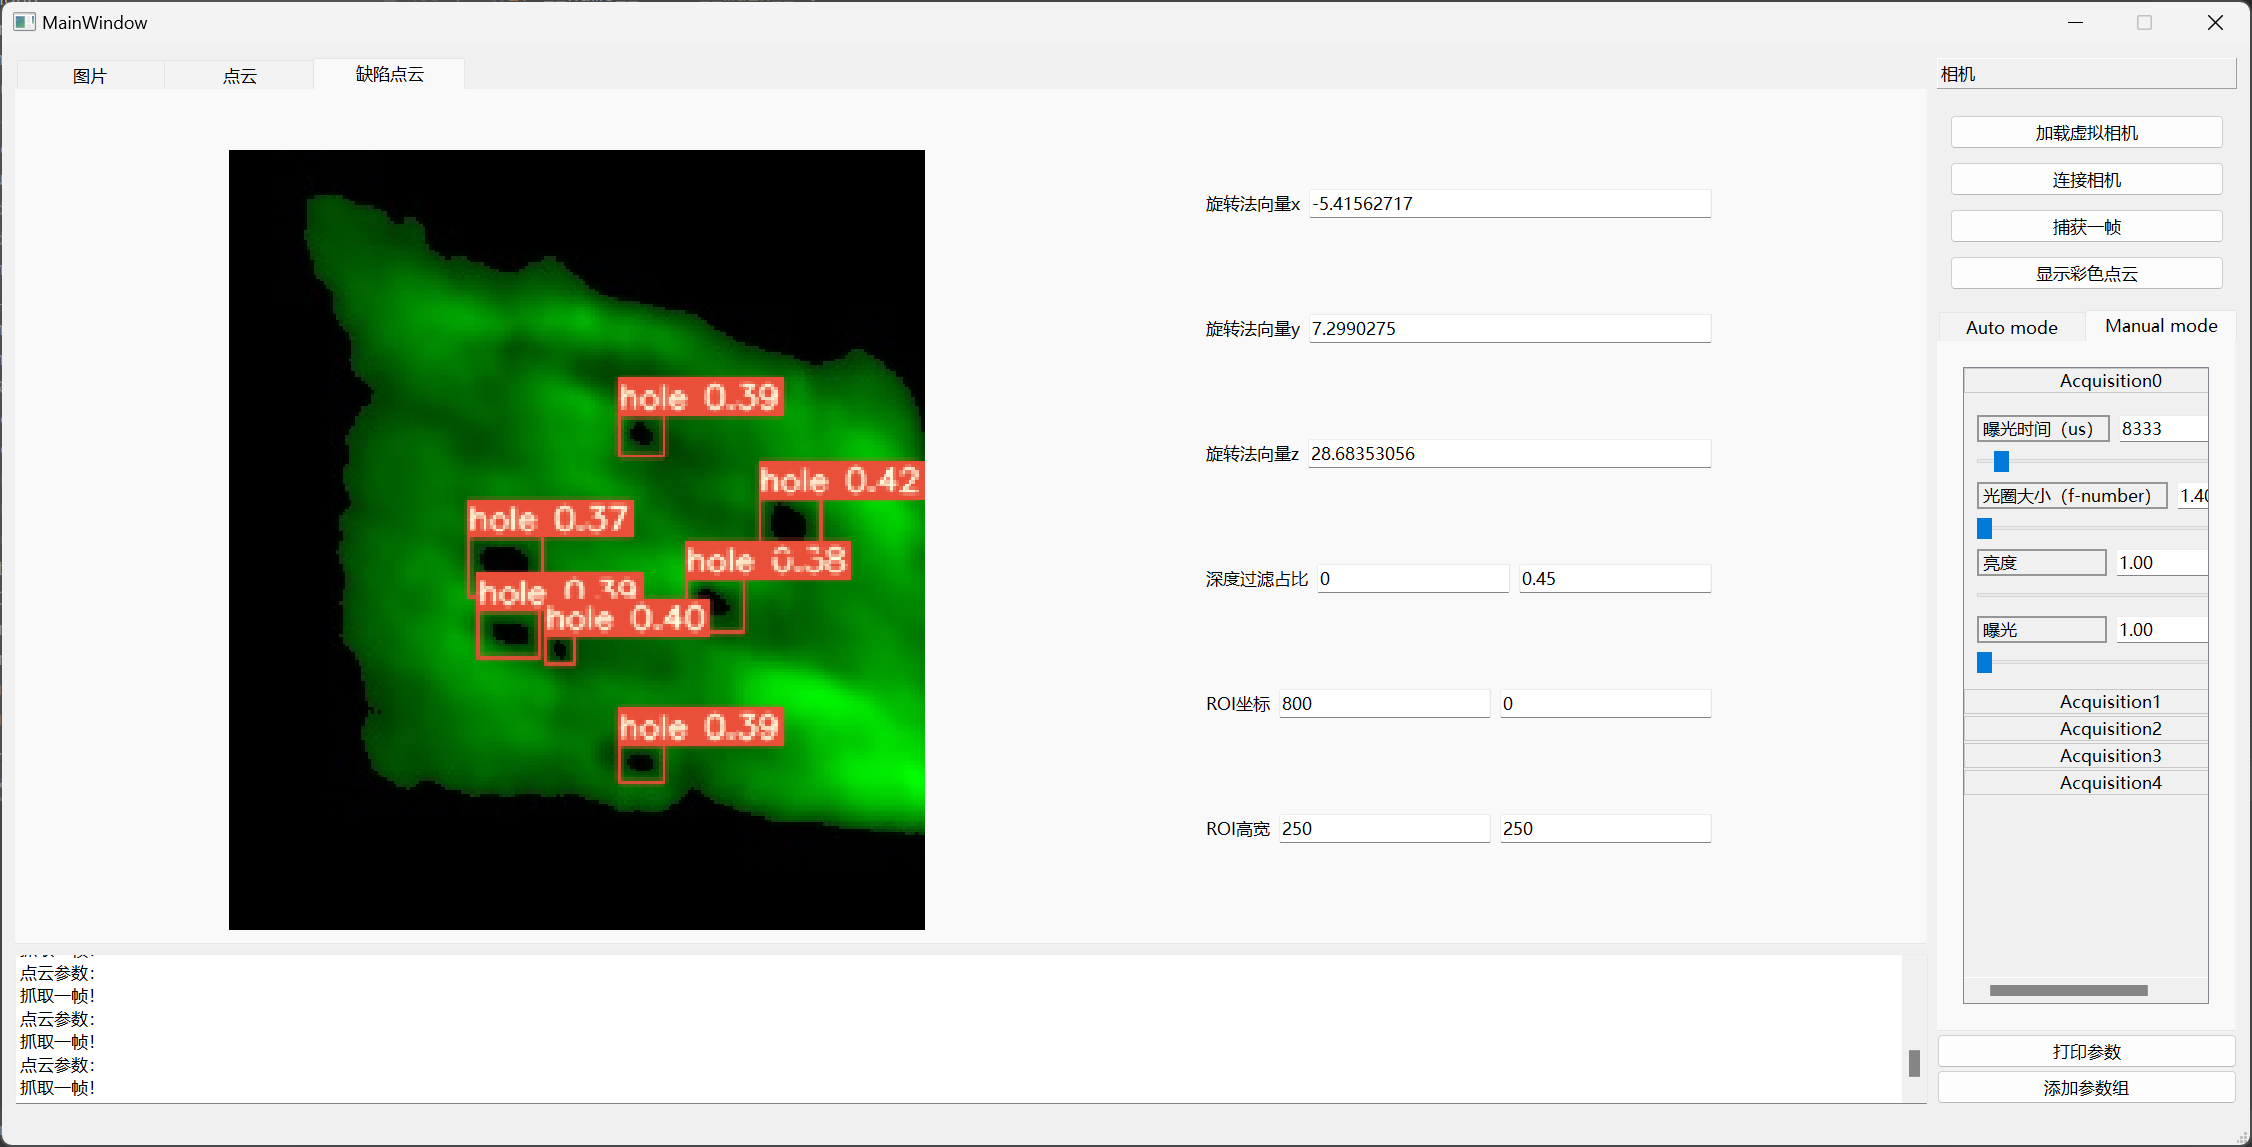 MainWindow
图片
点云
缺陷点云
hole 0.39
hole 0.42
hole 0.37
hole 0.38
hole 0.39
hole 0.40
hole 0.39
旋转法向量x -5.41562717
旋转法向量y 7.2990275
旋转法向量z 28.68353056
深度过滤占比 0 0.45
ROI坐标 800 0
ROI高宽 250 250
点云参数：
抓取一帧！
点云参数：
抓取一帧！
点云参数：
抓取一帧！
相机
加载虚拟相机
连接相机
捕获一帧
显示彩色点云
Auto mode
Manual mode
Acquisition0
曝光时间（us） 8333
光圈大小（f-number） 1.40
亮度 1.00
曝光 1.00
Acquisition1
Acquisition2
Acquisition3
Acquisition4
打印参数
添加参数组